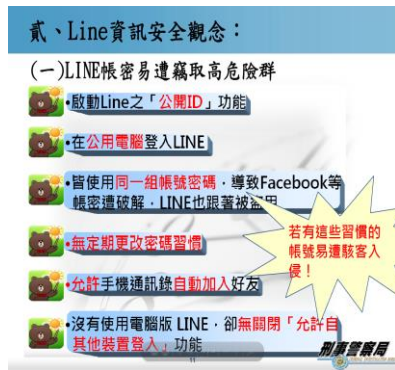 貳、Line資訊安全觀念：
(一)LINE帳密易遭竊取高危險群
•啟動Line之「公開ID」功能
•在公用電腦登入LINE
•皆使用同一組帳號密碼，導致Facebook等
帳密遭破解，LINE也跟著被盜用
•無定期更改密碼習慣
•允許手機通訊錄自動加入好友
•沒有使用電腦版 LINE，卻無關閉「允許自
其他裝置登入」功能
若有這些習慣的
帳號易遭駭客入
侵！
刑事警察局
11